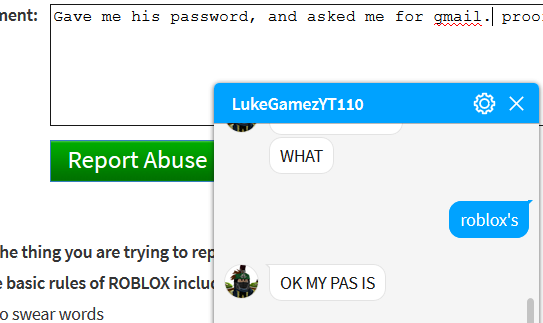 ment:
Gave me his password, and asked me for gmail. proo
LukeGamezYT110
WHAT
Report Abuse
roblox's
he thing you are trying to rep
e basic rules of ROBLOX includ
OK MY PAS IS
o swear words